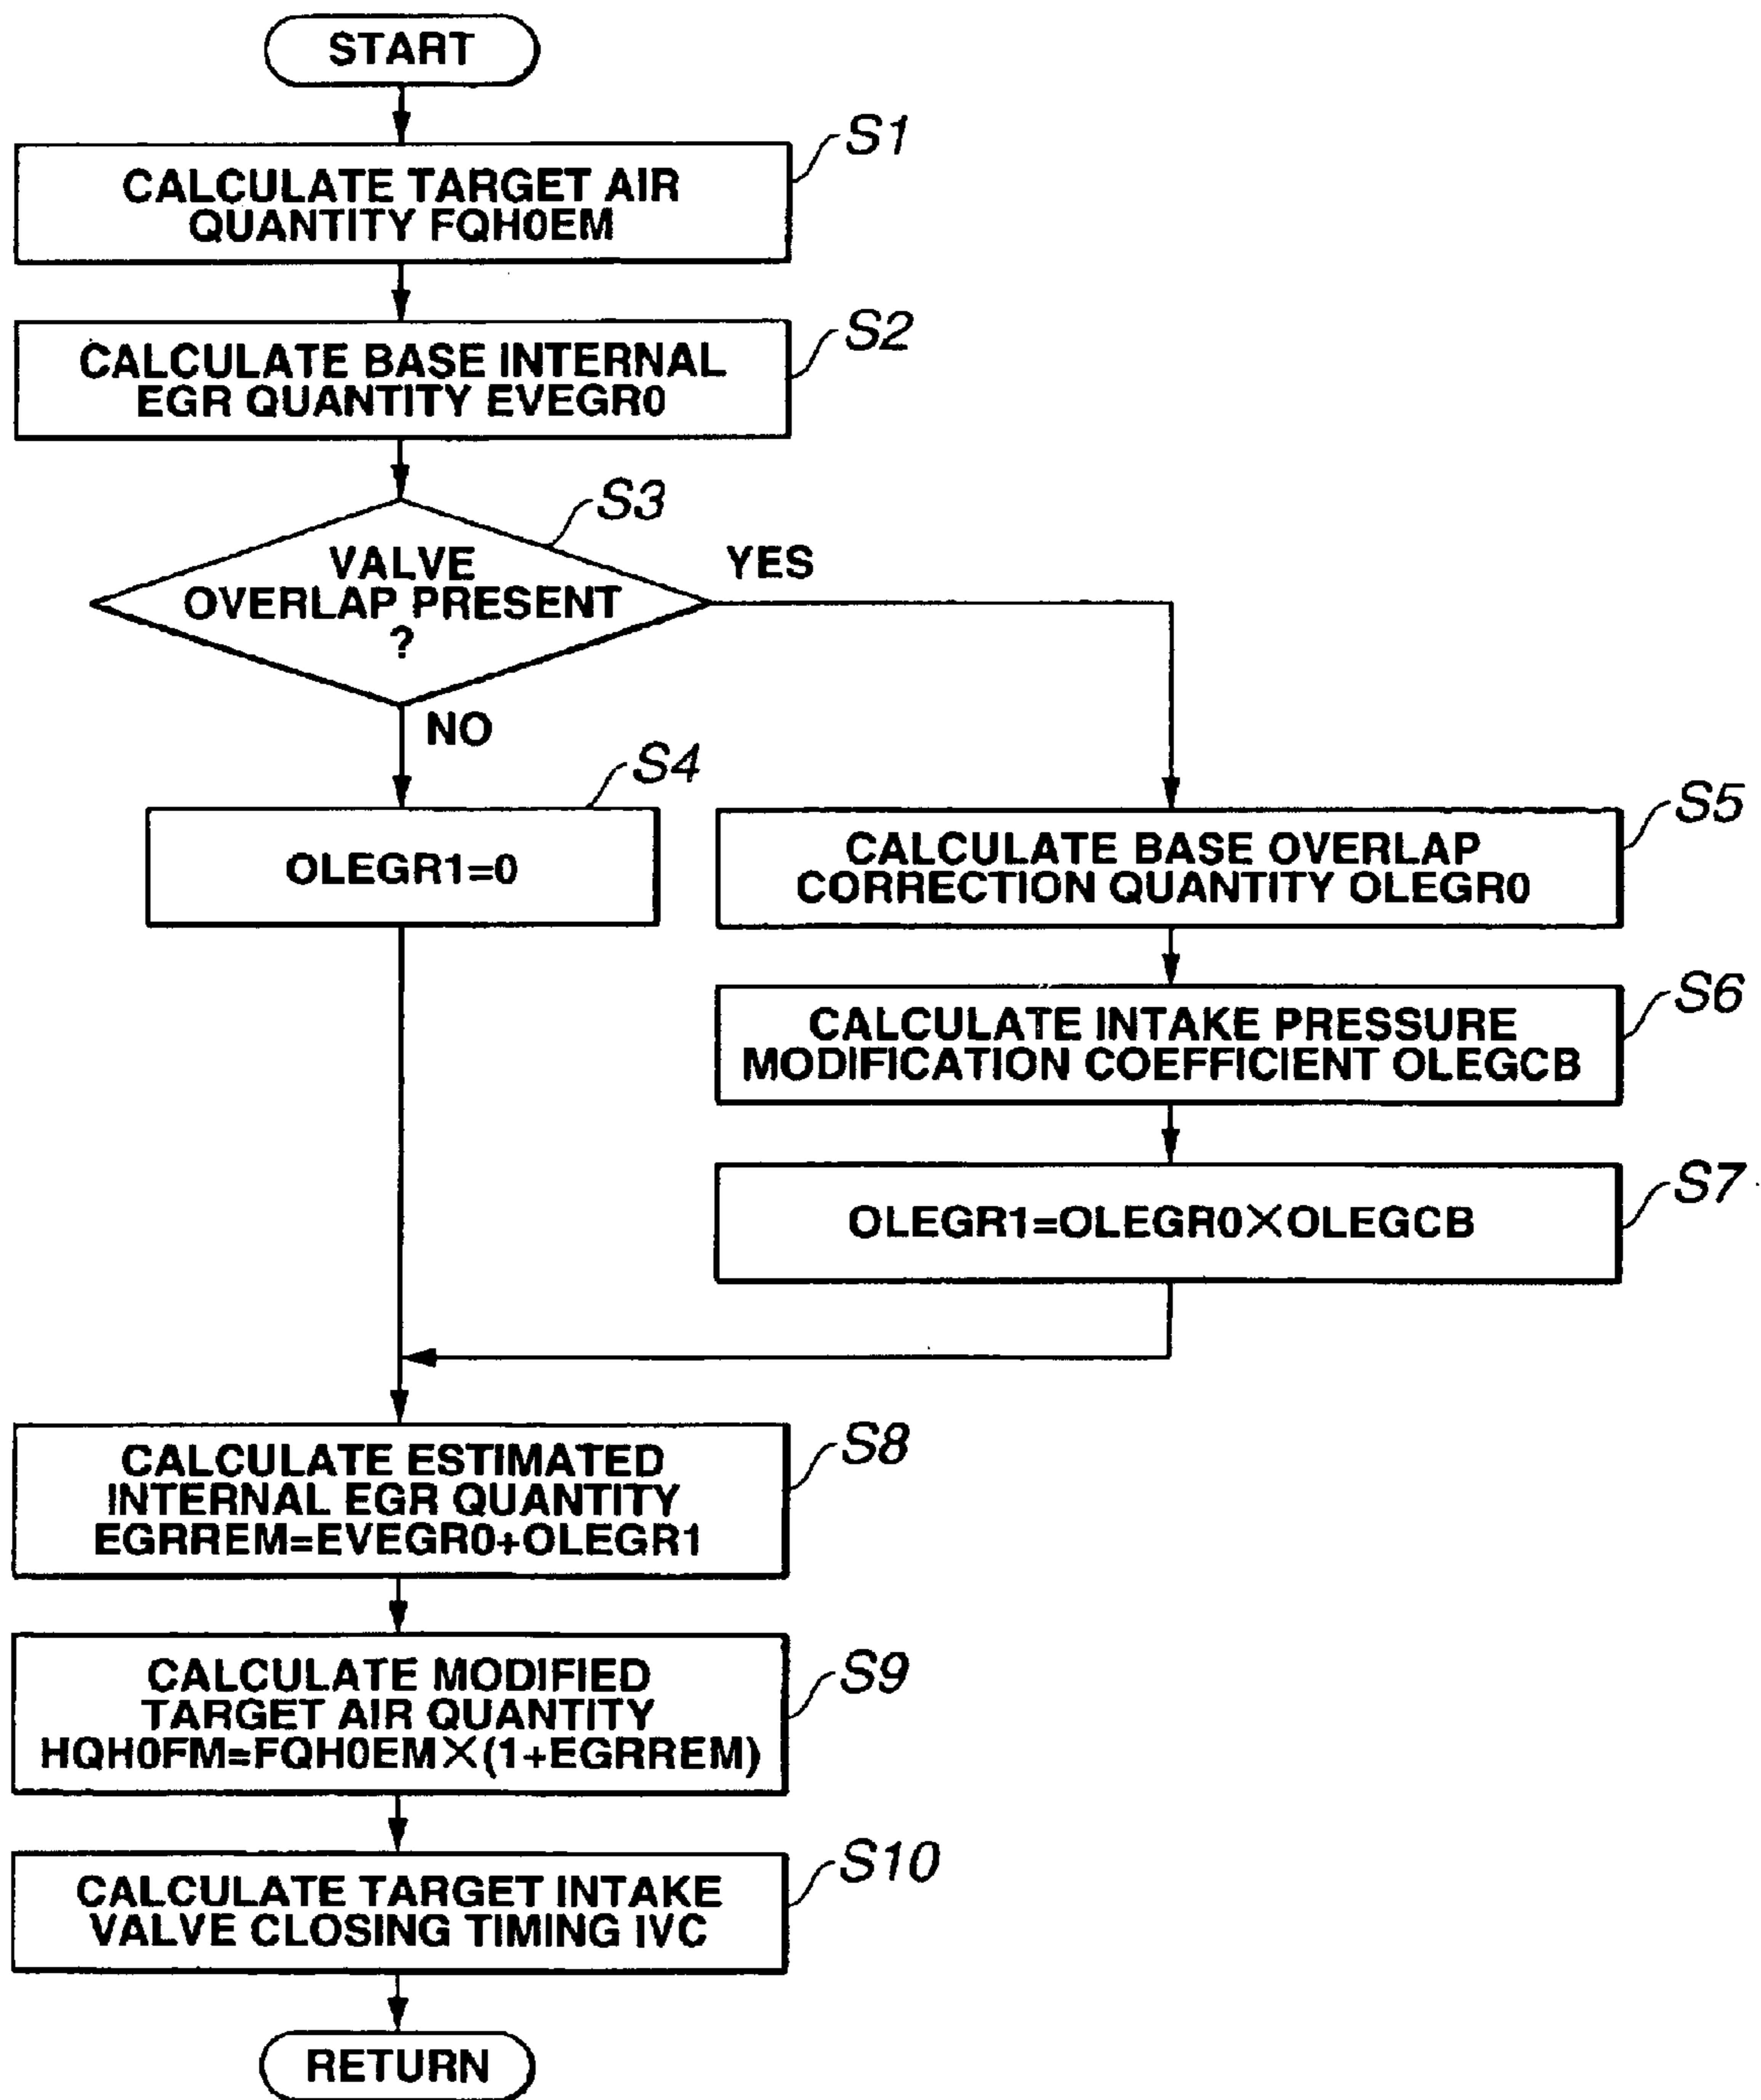 START
S1
CALCULATE TARGET AIR
QUANTITY FQH0EM
S2
CALCULATE BASE INTERNAL
EGR QUANTITY EVEGR0
S3
VALVE
OVERLAP PRESENT
?
YES
NO
S4
OLEGR1=0
S5
CALCULATE BASE OVERLAP
CORRECTION QUANTITY OLEGR0
S6
CALCULATE INTAKE PRESSURE
MODIFICATION COEFFICIENT OLEGCB
S7
OLEGR1=OLEGR0×OLEGCB
S8
CALCULATE ESTIMATED
INTERNAL EGR QUANTITY
EGRREM=EVEGR0+OLEGR1
S9
CALCULATE MODIFIED
TARGET AIR QUANTITY
HQH0FM=FQH0EM×(1+EGRREM)
S10
CALCULATE TARGET INTAKE
VALVE CLOSING TIMING IVC
RETURN